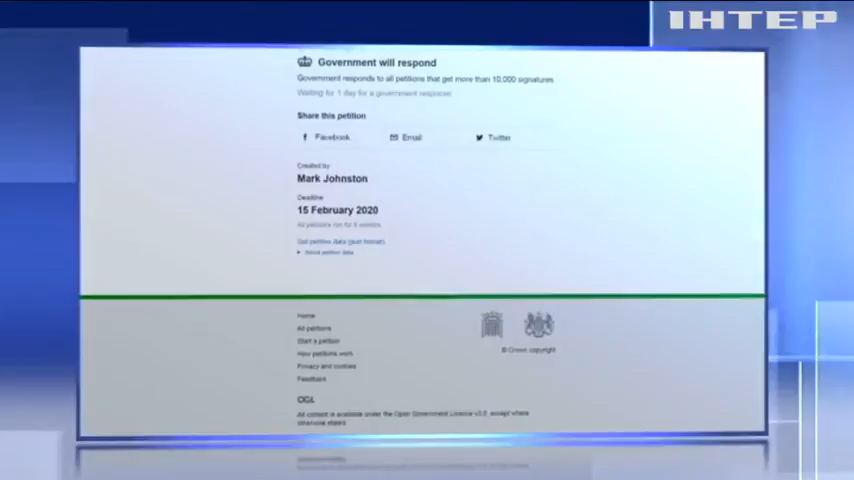 ІНТЕР
Government will respond
Government responds to all petitions that get more than 10,000 signatures
Waiting for 1 day for a government response
Share this petition
Facebook Email Twitter
Created by
Mark Johnston
Deadline
15 February 2020
All petitions run for 6 months
Get petition data (json format)
About petition data
Home
All petitions
Start a petition
How petitions work
Privacy and cookies
Feedback
© Crown copyright
OGL
All content is available under the Open Government Licence v3.0, except where
otherwise stated